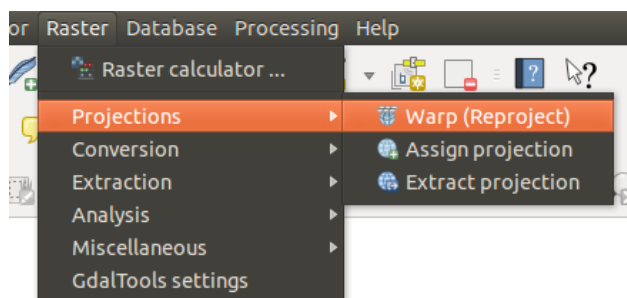 or Raster Database Processing Help
Raster calculator ...
Projections
Warp (Reproject)
Conversion
Assign projection
Extraction
Extract projection
Analysis
Miscellaneous
GdalTools settings